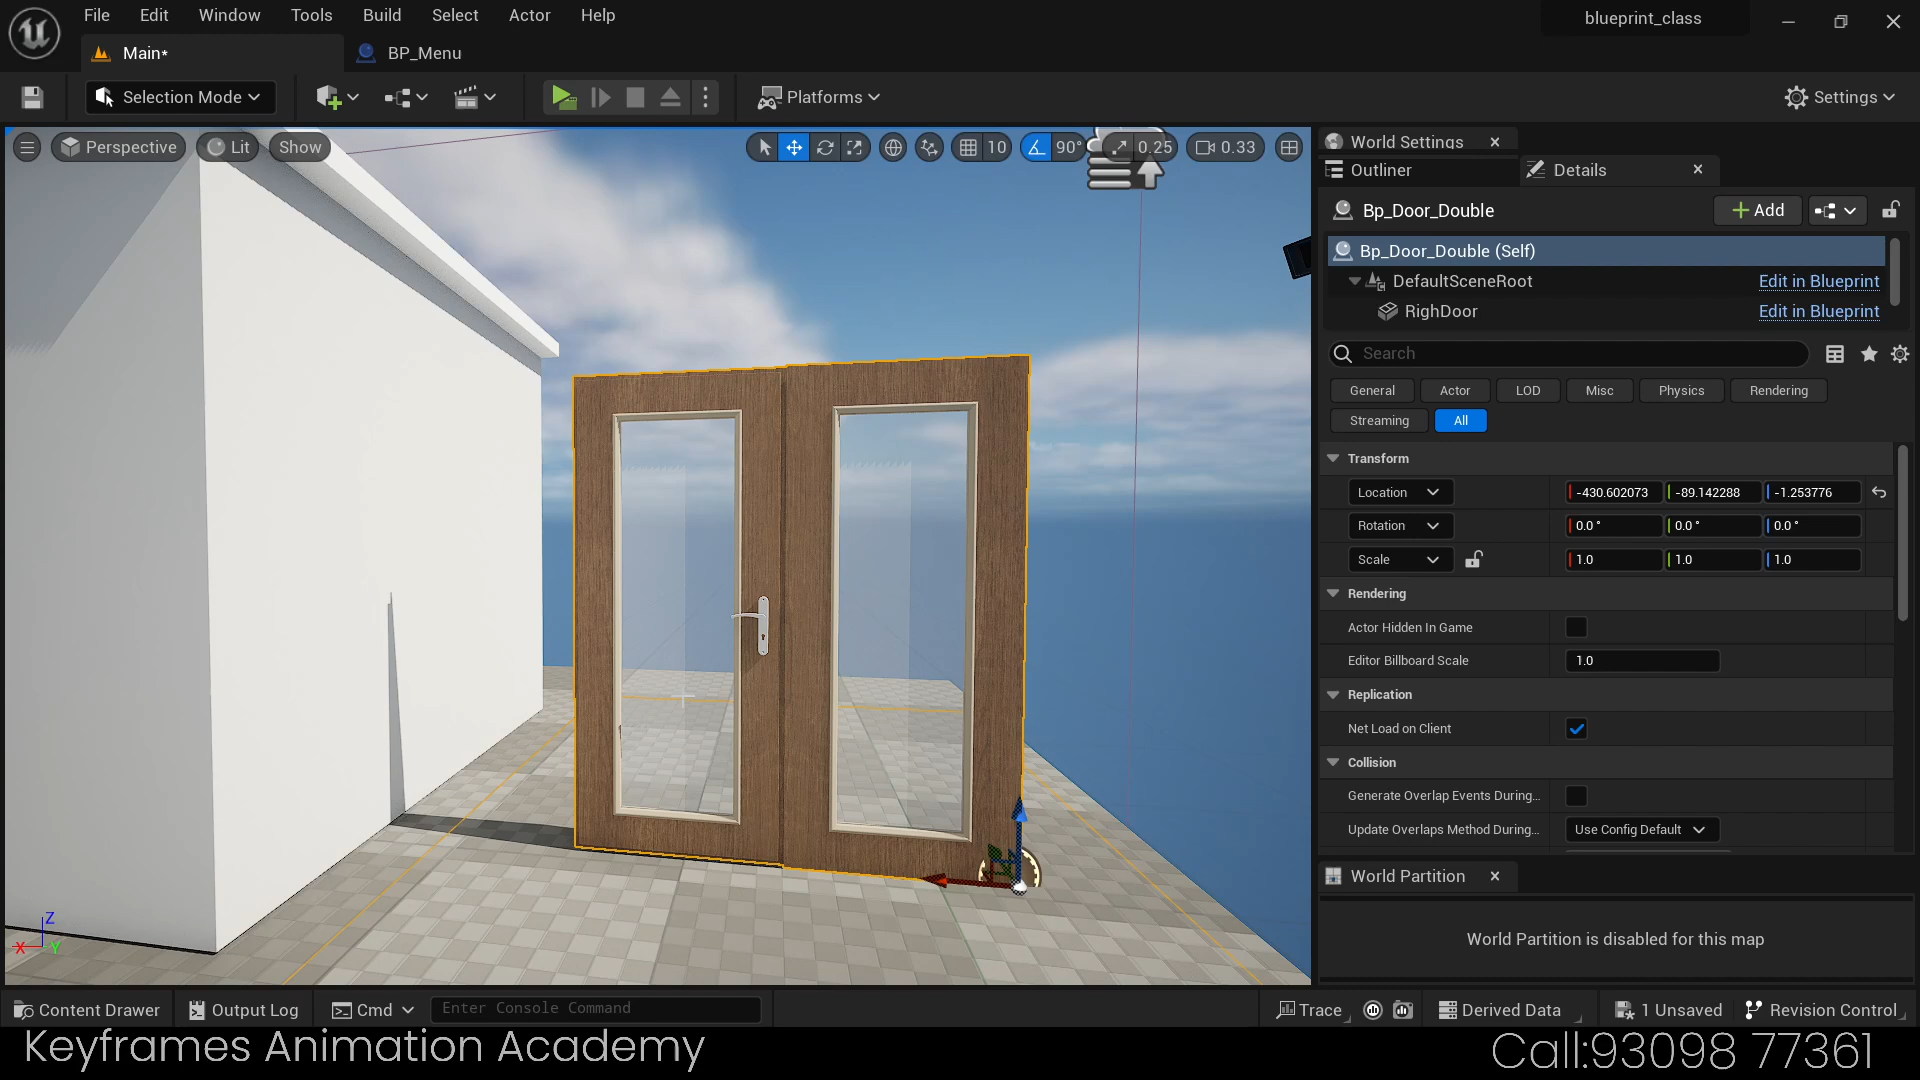 File Edit Window Tools Build Select Actor Help
blueprint_class
Main*
BP_Menu
Selection Mode
Platforms
Settings
Perspective
Lit
Show
10
90°
0.25
0.33
World Settings
Outliner
Details
Bp_Door_Double
Add
Bp_Door_Double (Self)
DefaultSceneRoot Edit in Blueprint
RighDoor Edit in Blueprint
Search
General Actor LOD Misc Physics Rendering
Streaming All
Transform
Location -430.602073 -89.142288 -1.253776
Rotation 0.0 ° 0.0 ° 0.0 °
Scale 1.0 1.0 1.0
Rendering
Actor Hidden In Game
Editor Billboard Scale 1.0
Replication
Net Load on Client
Collision
Generate Overlap Events During...
Update Overlaps Method During... Use Config Default
World Partition
World Partition is disabled for this map
Z
X Y
Content Drawer Output Log Cmd Enter Console Command
Trace Derived Data 1 Unsaved Revision Control
Keyframes Animation Academy
Call:93098 77361